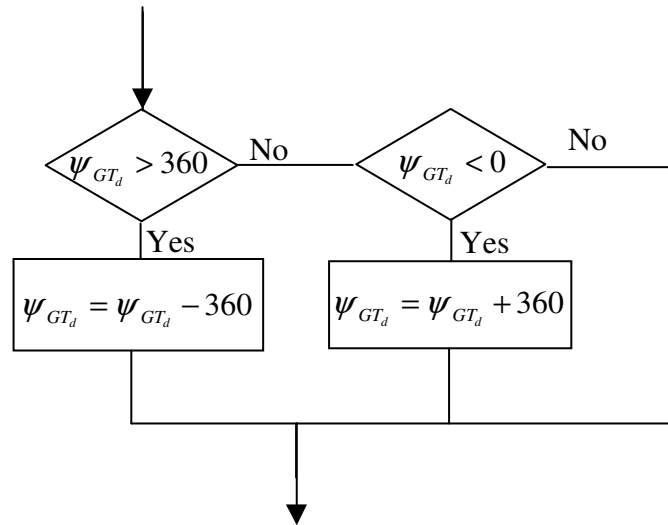 ψ_{GT_d} > 360
No
ψ_{GT_d} < 0
No
Yes
Yes
ψ_{GT_d} = ψ_{GT_d} − 360
ψ_{GT_d} = ψ_{GT_d} + 360